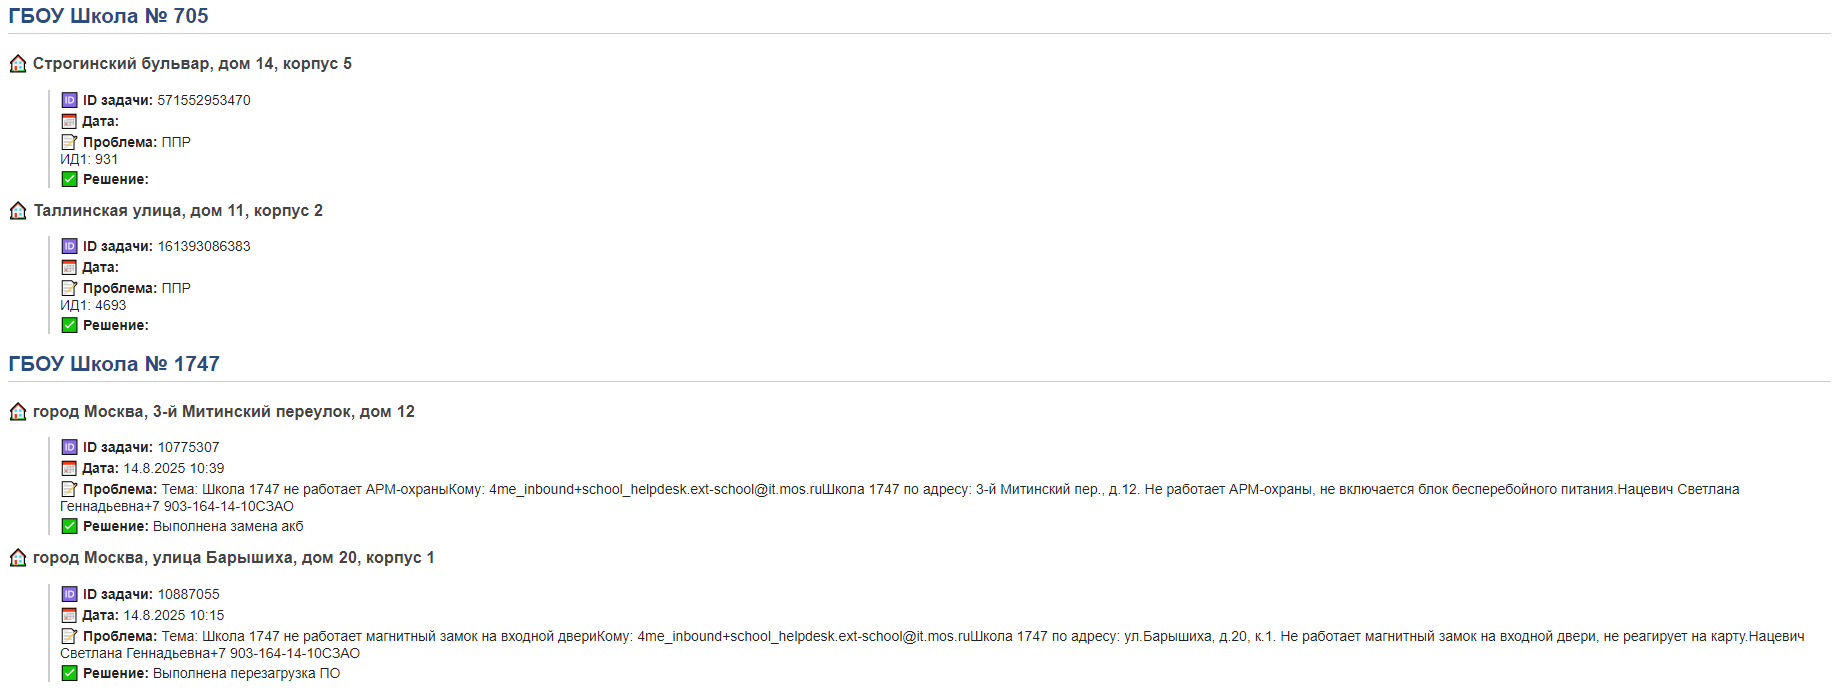 ГБОУ Школа № 705
Строгинский бульвар, дом 14, корпус 5
ID ID задачи: 571552953470
Дата:
Проблема: ППР
ИД1: 931
Решение:
Таллинская улица, дом 11, корпус 2
ID ID задачи: 161393086383
Дата:
Проблема: ППР
ИД1: 4693
Решение:
ГБОУ Школа № 1747
город Москва, 3-й Митинский переулок, дом 12
ID ID задачи: 10775307
Дата: 14.8.2025 10:39
Проблема: Тема: Школа 1747 не работает АРМ-охраныКому: 4me_inbound+school_helpdesk.ext-school@it.mos.ruШкола 1747 по адресу: 3-й Митинский пер., д.12. Не работает АРМ-охраны, не включается блок бесперебойного питания.Нацевич Светлана
Геннадьевна+7 903-164-14-10СЗАО
Решение: Выполнена замена акб
город Москва, улица Барышиха, дом 20, корпус 1
ID ID задачи: 10887055
Дата: 14.8.2025 10:15
Проблема: Тема: Школа 1747 не работает магнитный замок на входной двериКому: 4me_inbound+school_helpdesk.ext-school@it.mos.ruШкола 1747 по адресу: ул.Барышиха, д.20, к.1. Не работает магнитный замок на входной двери, не реагирует на карту.Нацевич
Светлана Геннадьевна+7 903-164-14-10СЗАО
Решение: Выполнена перезагрузка ПО